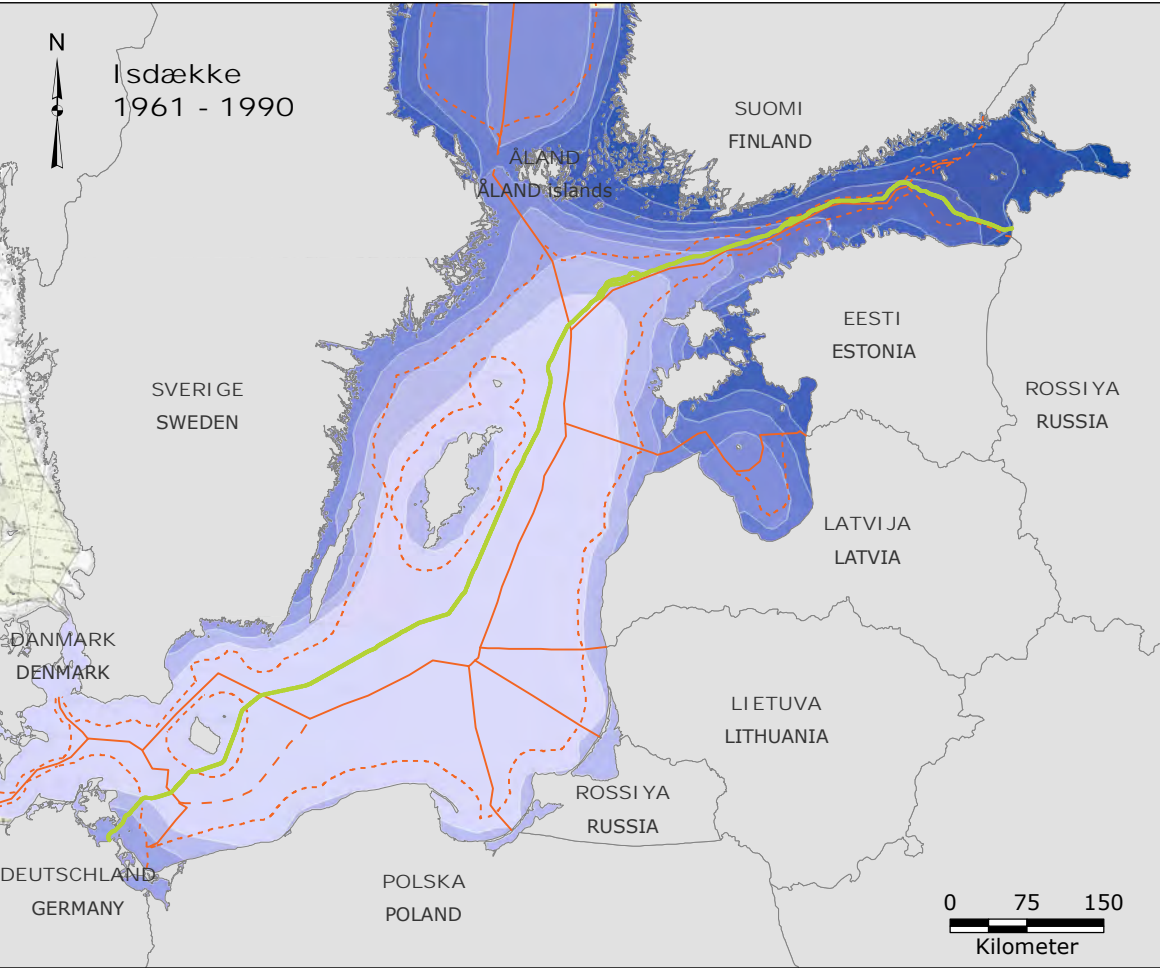 N
Isdække
1961 - 1990
SUOMI
FINLAND
ÅLAND
ÅLAND islands
EESTI
ESTONIA
SVERIGE
SWEDEN
ROSSIYA
RUSSIA
LATVIJA
LATVIA
DANMARK
DENMARK
LIETUVA
LITHUANIA
ROSSIYA
RUSSIA
DEUTSCHLAND
GERMANY
POLSKA
POLAND
0 75 150
Kilometer